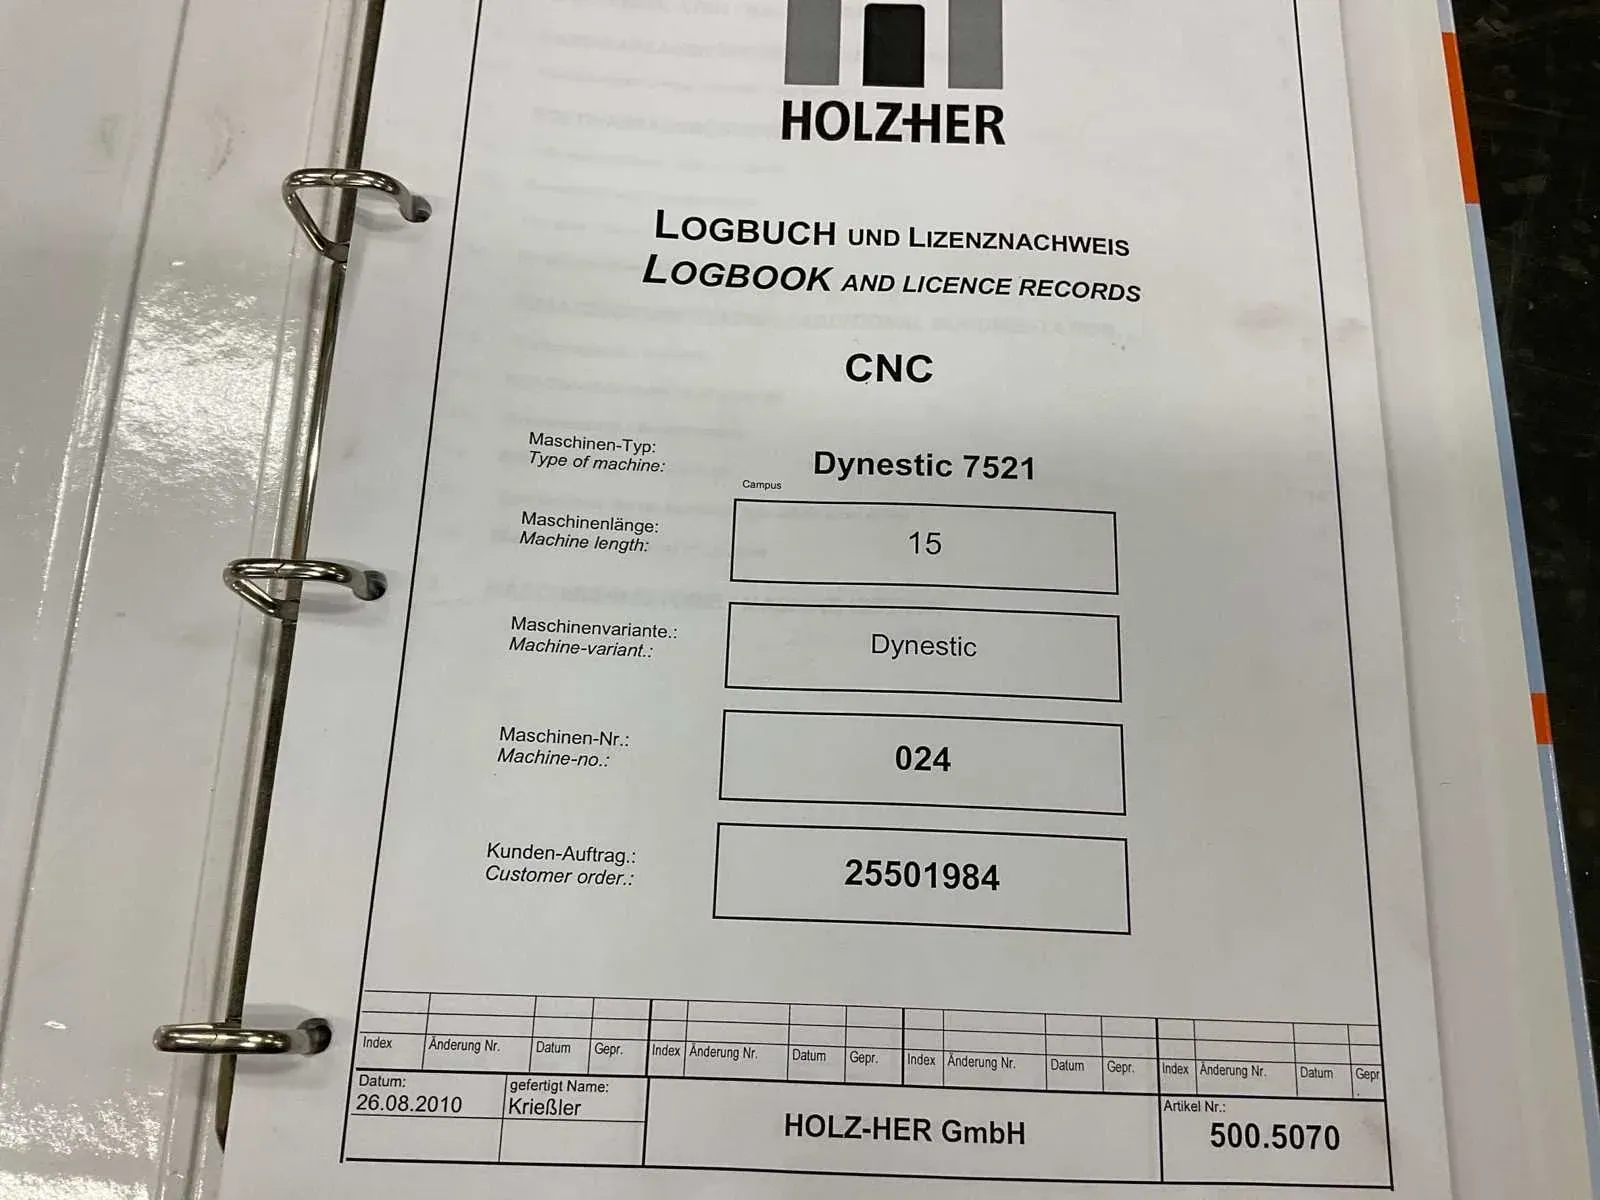 HOLZ-HER
LOGBUCH UND LIZENZNACHWEIS
LOGBOOK AND LICENCE RECORDS
CNC
Maschinen-Typ:
Type of machine:
Dynestic 7521
Campus
Maschinenlänge:
Machine length:
15
Maschinenvariante.:
Machine-variant.:
Dynestic
Maschinen-Nr.:
Machine-no.:
024
Kunden-Auftrag.:
Customer order.:
25501984
Index Änderung Nr. Datum Gepr. Index Änderung Nr. Datum Gepr. Index Änderung Nr. Datum Gepr. Index Änderung Nr. Datum Gepr.
Datum:
26.08.2010
gefertigt Name:
Krießler
HOLZ-HER GmbH
Artikel Nr.:
500.5070